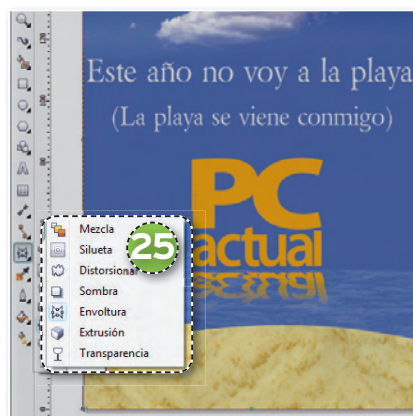 Este año no voy a la playa
(La playa se viene conmigo)
PC
actual
Mezcla
Silueta
25
Distorsional
Sombra
Envoltura
Extrusión
Transparencia